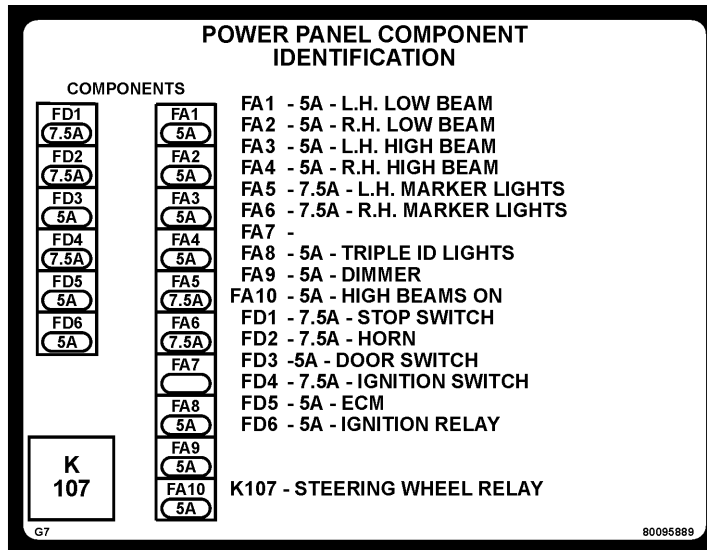 POWER PANEL COMPONENT
IDENTIFICATION
COMPONENTS
FD1
7.5A
FD2
7.5A
FD3
5A
FD4
7.5A
FD5
5A
FD6
5A
FA1
5A
FA2
5A
FA3
5A
FA4
5A
FA5
7.5A
FA6
7.5A
FA7
FA8
5A
FA9
5A
FA10
5A
K
107
FA1 - 5A - L.H. LOW BEAM
FA2 - 5A - R.H. LOW BEAM
FA3 - 5A - L.H. HIGH BEAM
FA4 - 5A - R.H. HIGH BEAM
FA5 - 7.5A - L.H. MARKER LIGHTS
FA6 - 7.5A - R.H. MARKER LIGHTS
FA7 -
FA8 - 5A - TRIPLE ID LIGHTS
FA9 - 5A - DIMMER
FA10 - 5A - HIGH BEAMS ON
FD1 - 7.5A - STOP SWITCH
FD2 - 7.5A - HORN
FD3 -5A - DOOR SWITCH
FD4 - 7.5A - IGNITION SWITCH
FD5 - 5A - ECM
FD6 - 5A - IGNITION RELAY
K107 - STEERING WHEEL RELAY
G7
80095889